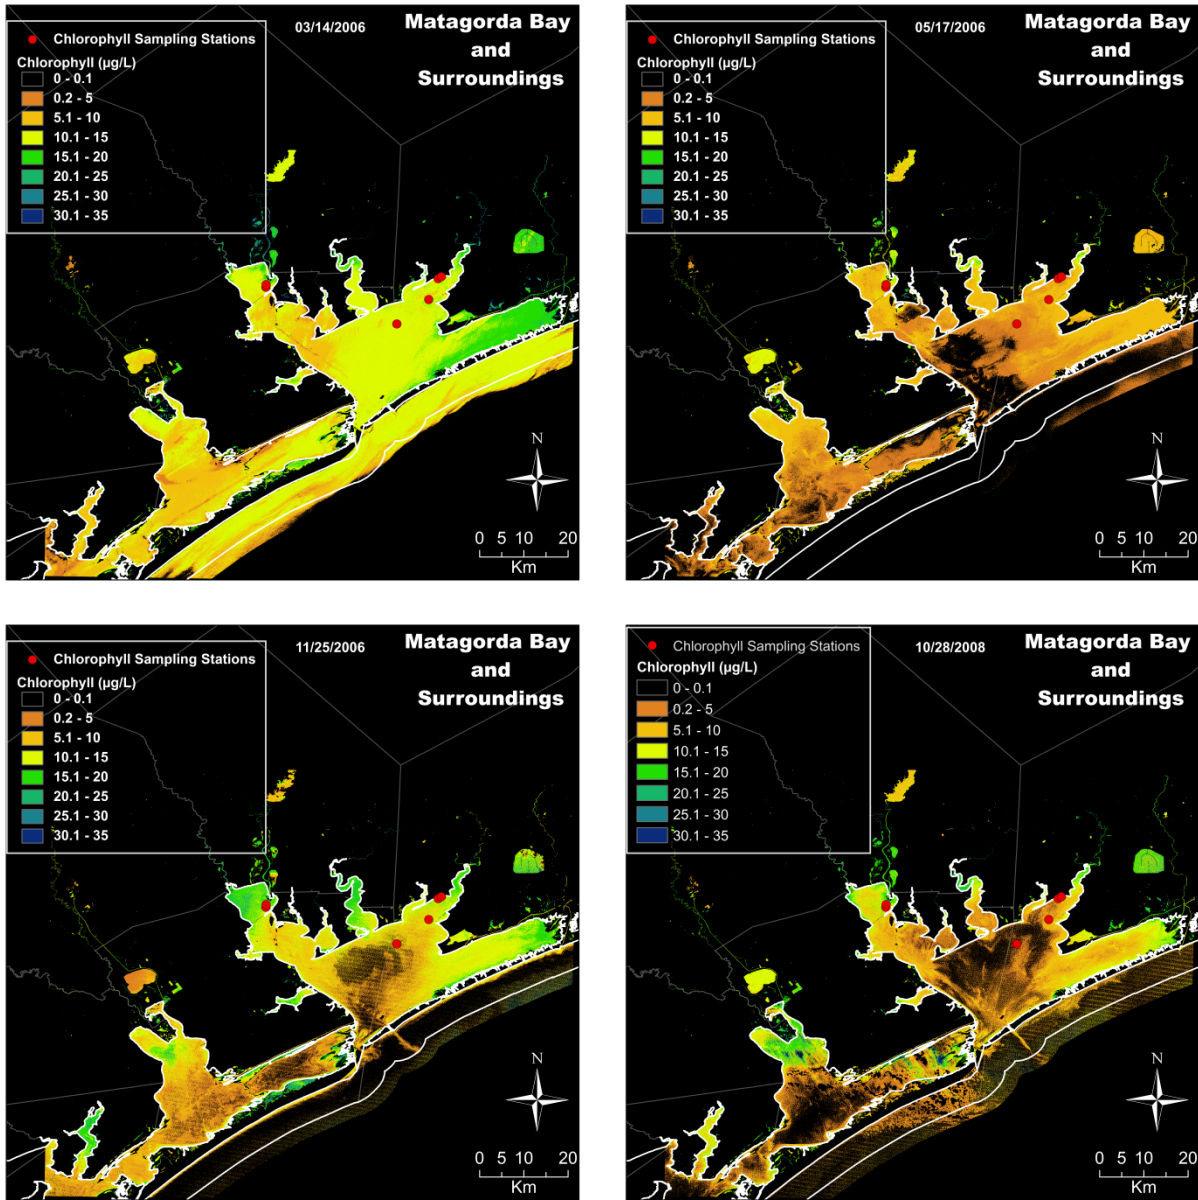 03/14/2006
Matagorda Bay
and
Surroundings
Chlorophyll Sampling Stations
Chlorophyll (µg/L)
0 - 0.1
0.2 - 5
5.1 - 10
10.1 - 15
15.1 - 20
20.1 - 25
25.1 - 30
30.1 - 35
N
0 5 10 20
Km
05/17/2006
Matagorda Bay
and
Surroundings
Chlorophyll Sampling Stations
Chlorophyll (µg/L)
0 - 0.1
0.2 - 5
5.1 - 10
10.1 - 15
15.1 - 20
20.1 - 25
25.1 - 30
30.1 - 35
N
0 5 10 20
Km
11/25/2006
Matagorda Bay
and
Surroundings
Chlorophyll Sampling Stations
Chlorophyll (µg/L)
0 - 0.1
0.2 - 5
5.1 - 10
10.1 - 15
15.1 - 20
20.1 - 25
25.1 - 30
30.1 - 35
N
0 5 10 20
Km
10/28/2008
Matagorda Bay
and
Surroundings
Chlorophyll Sampling Stations
Chlorophyll (µg/L)
0 - 0.1
0.2 - 5
5.1 - 10
10.1 - 15
15.1 - 20
20.1 - 25
25.1 - 30
30.1 - 35
N
0 5 10 20
Km